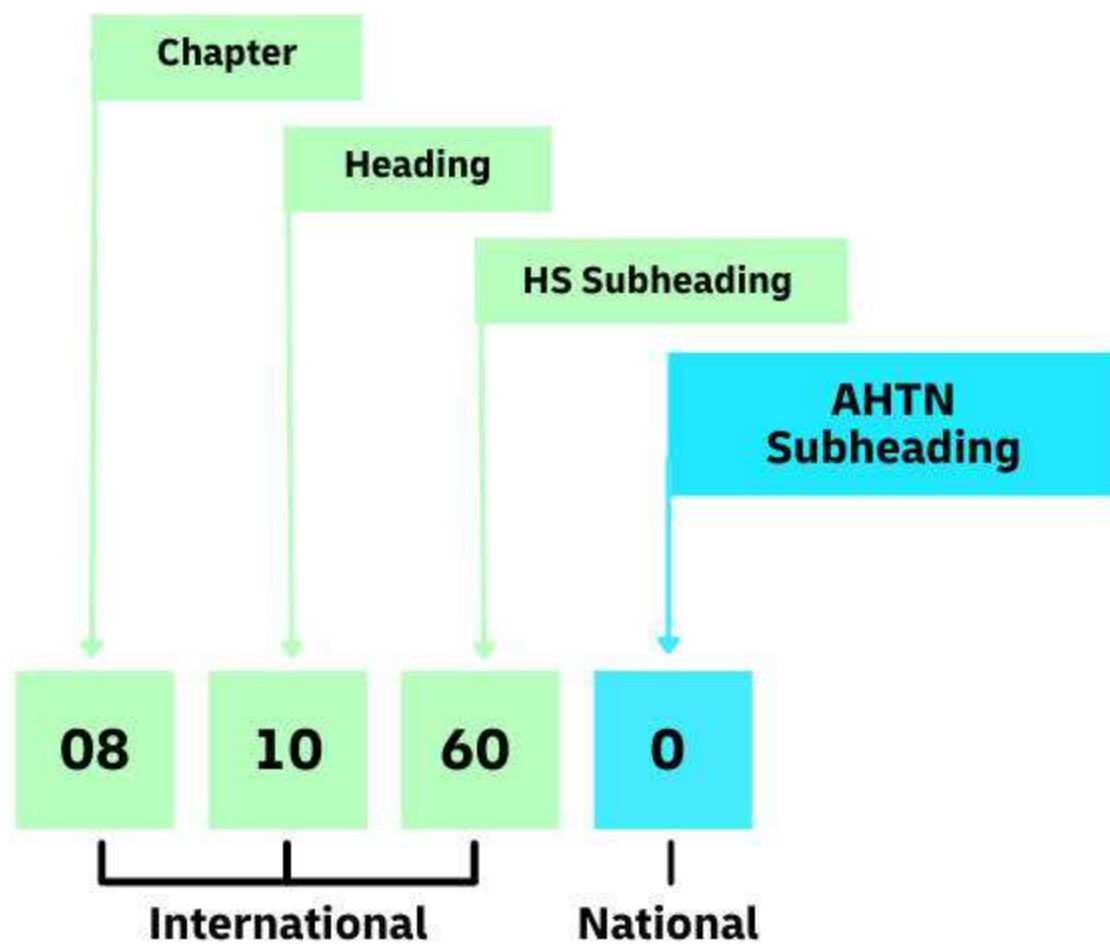 Chapter
Heading
HS Subheading
AHTN
Subheading
08 10 60 0
International National